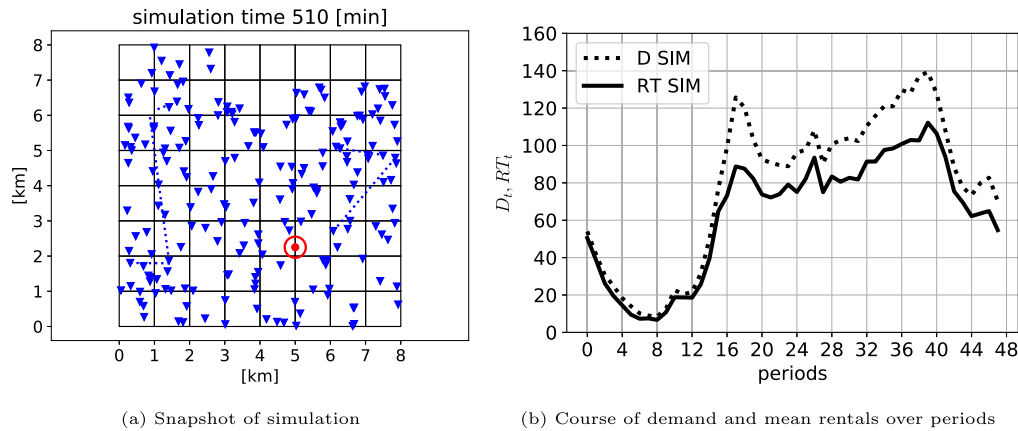 simulation time 510 [min]
8
7
6
5
4
3
2
1
0
[km]
0 1 2 3 4 5 6 7 8
[km]
(a) Snapshot of simulation
160
140
120
100
80
60
40
20
0
D_t, RT_t
D SIM
RT SIM
0 4 8 12 16 20 24 28 32 36 40 44 48
periods
(b) Course of demand and mean rentals over periods